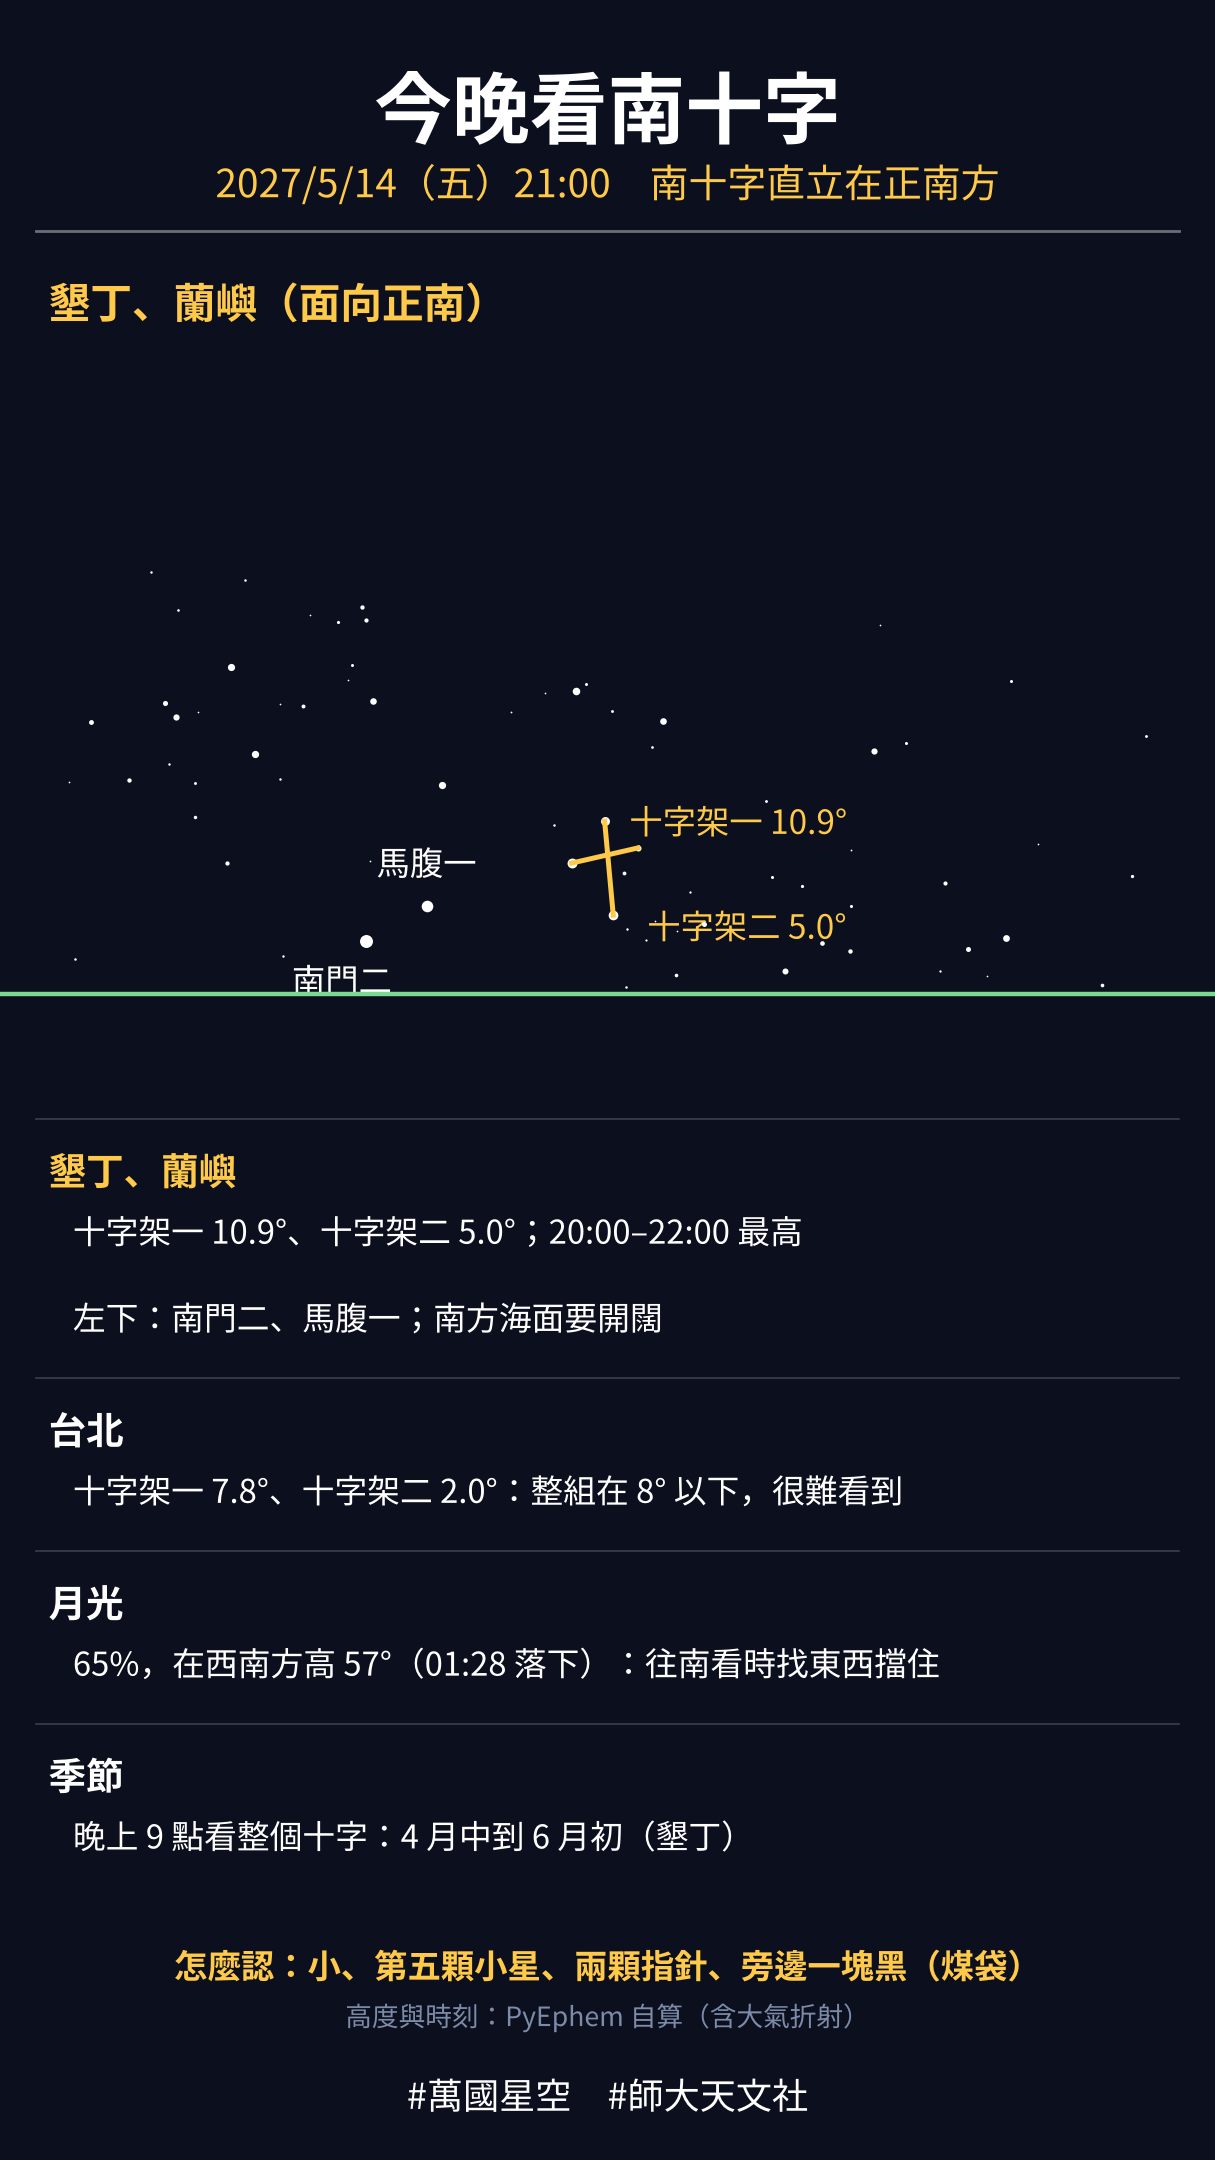 今晚看南十字
2027/5/14（五）21:00　南十字直立在正南方
墾丁、蘭嶼（面向正南）
十字架一 10.9°
馬腹一
十字架二 5.0°
南門二
墾丁、蘭嶼
十字架一 10.9°、十字架二 5.0°；20:00–22:00 最高
左下：南門二、馬腹一；南方海面要開闊
台北
十字架一 7.8°、十字架二 2.0°：整組在 8° 以下，很難看到
月光
65%，在西南方高 57°（01:28 落下）：往南看時找東西擋住
季節
晚上 9 點看整個十字：4 月中到 6 月初（墾丁）
怎麼認：小、第五顆小星、兩顆指針、旁邊一塊黑（煤袋）
高度與時刻：PyEphem 自算（含大氣折射）
#萬國星空　#師大天文社